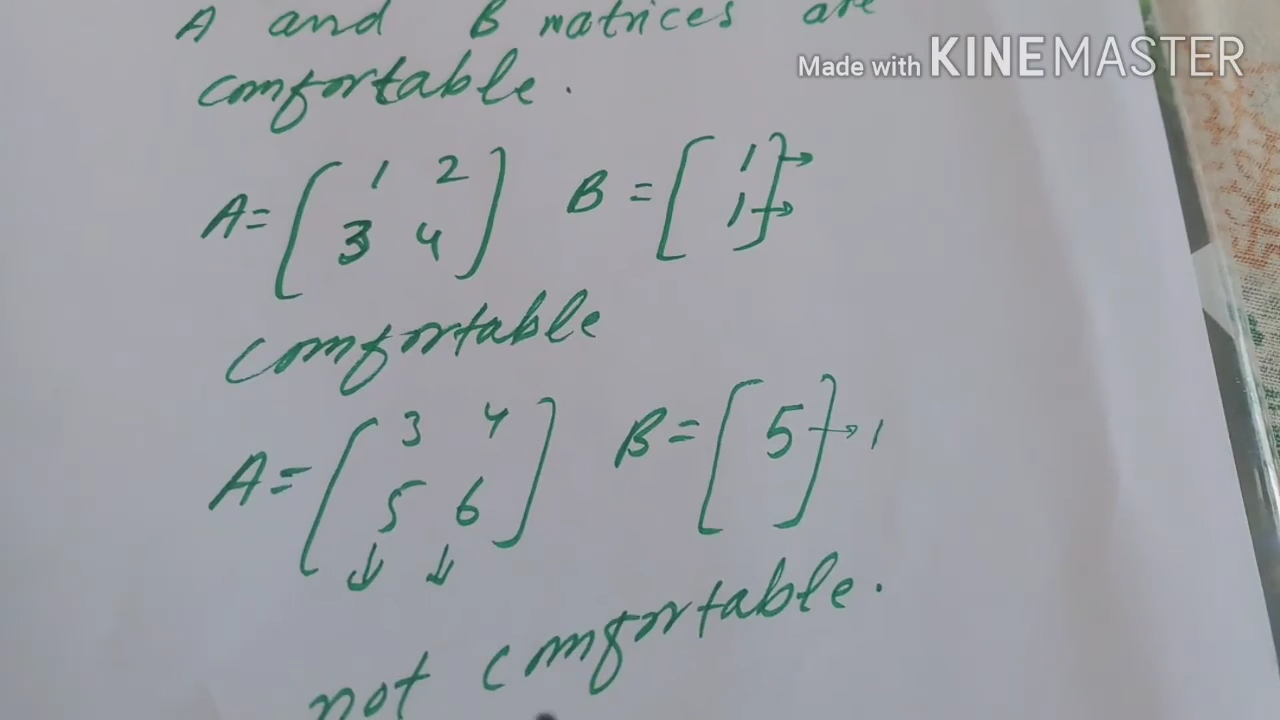 A and B matrices are
Made with KINEMASTER
comfortable.
A = [ 1 2
3 4 ] B = [ 1 →
1 → ]
comfortable
A = [ 3 4
5 6 ] B = [ 5 ] → 1
↓ ↓
not comfortable.